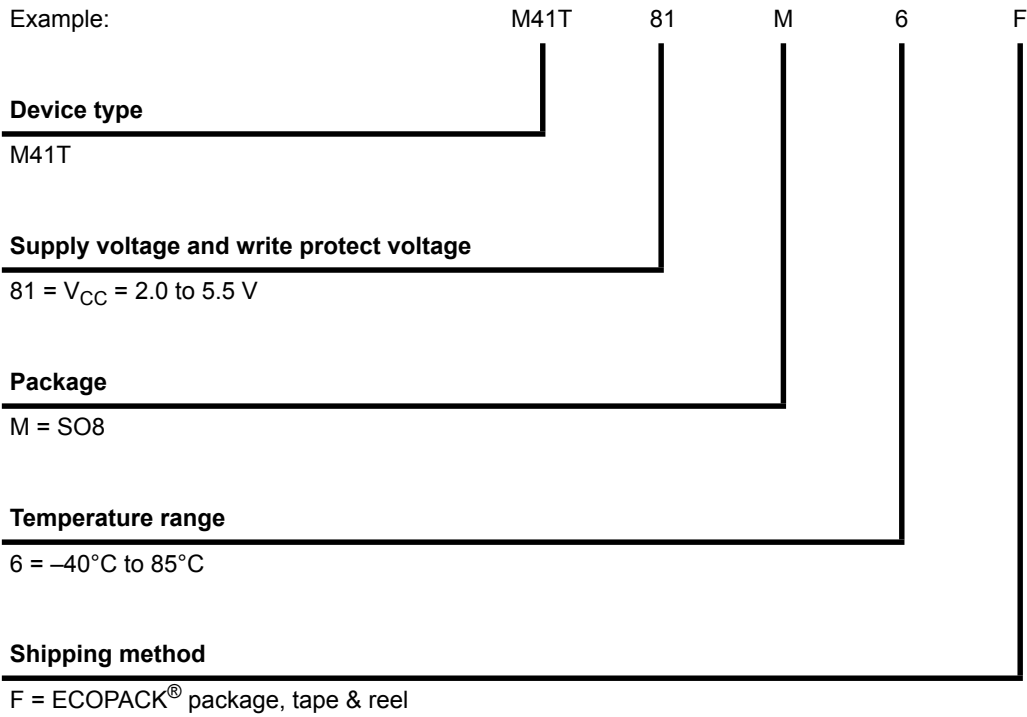 Example: M41T 81 M 6 F
Device type
M41T
Supply voltage and write protect voltage
81 = VCC = 2.0 to 5.5 V
Package
M = SO8
Temperature range
6 = –40°C to 85°C
Shipping method
F = ECOPACK® package, tape & reel